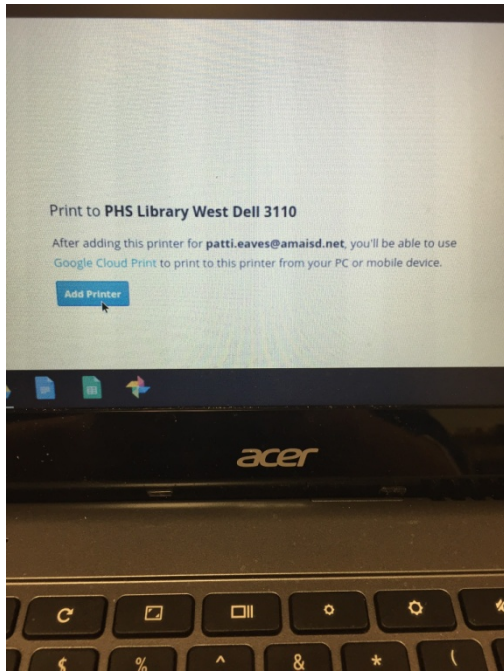 Print to PHS Library West Dell 3110
After adding this printer for patti.eaves@amaisd.net, you'll be able to use
Google Cloud Print to print to this printer from your PC or mobile device.
Add Printer
acer
C
$ % ^ & * (